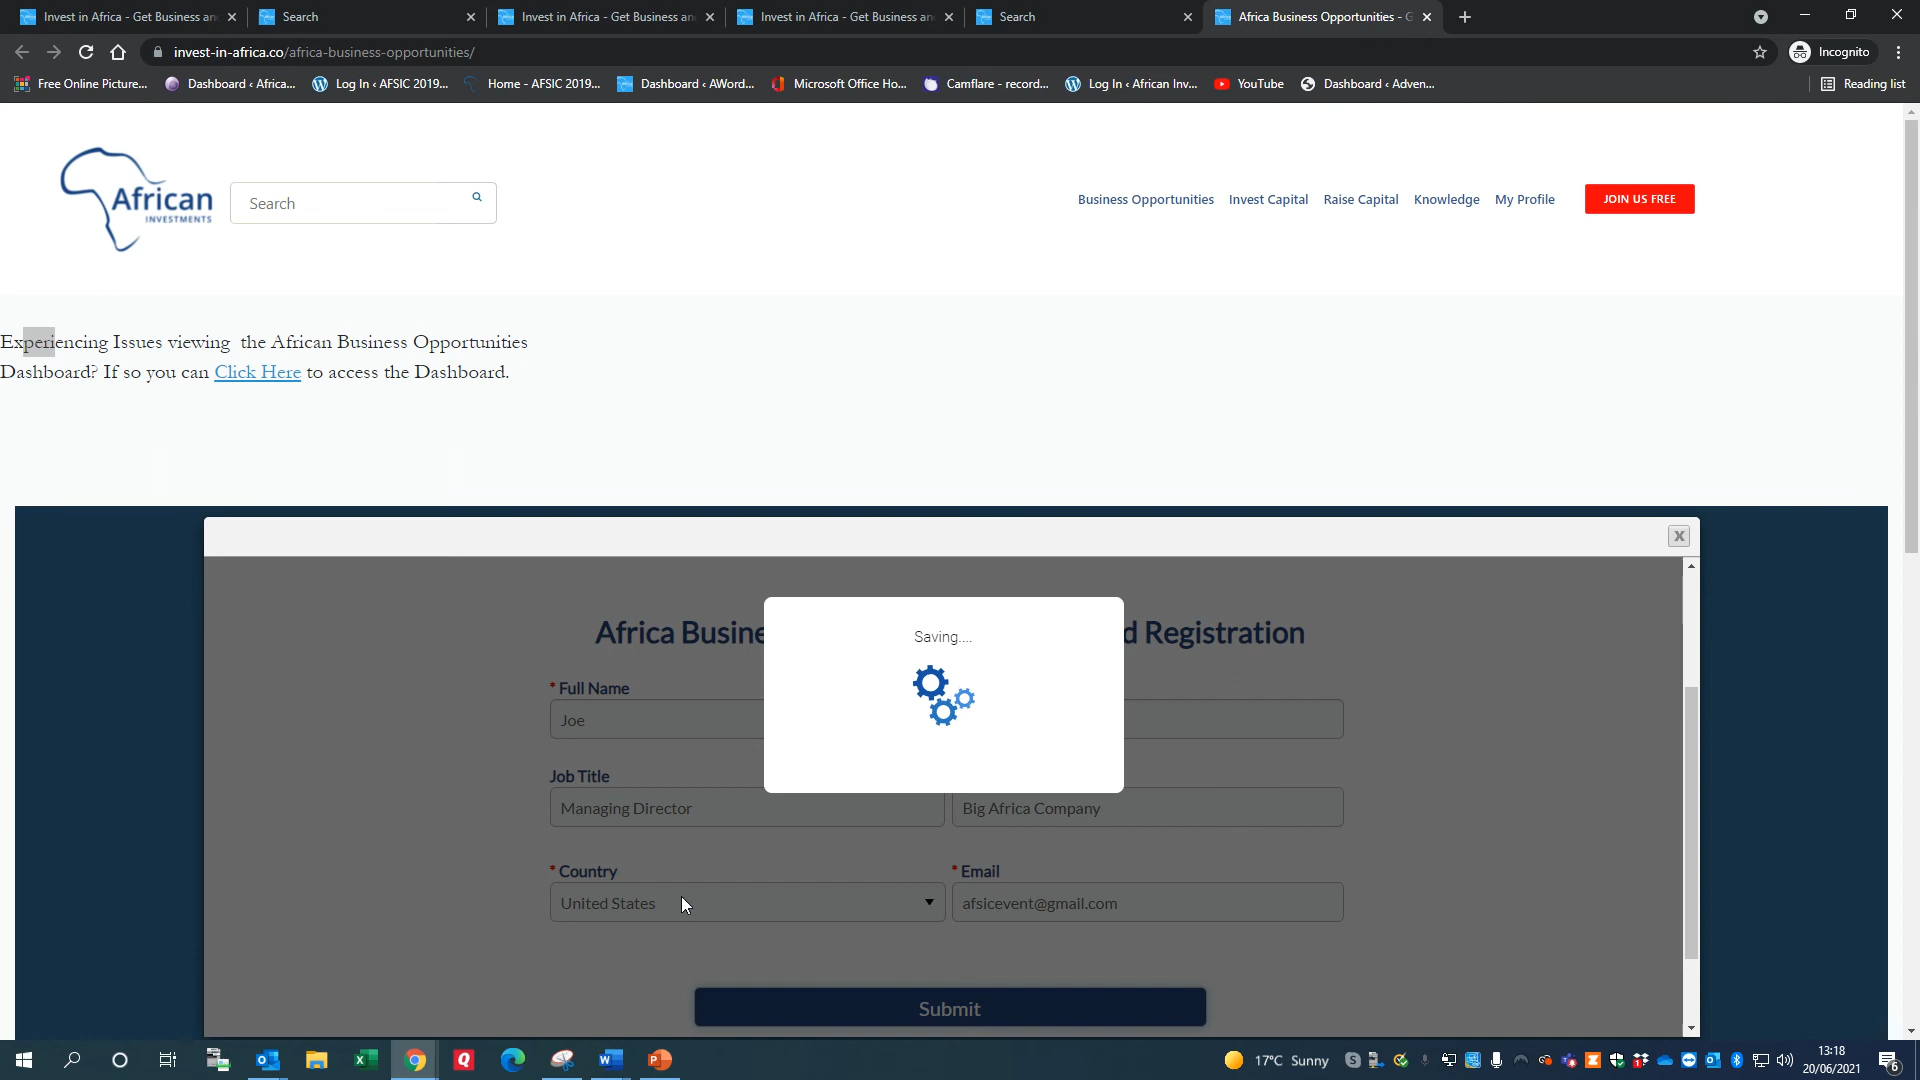 Invest in Africa - Get Business an
Search
Invest in Africa - Get Business an
Invest in Africa - Get Business an
Search
Africa Business Opportunities - G
invest-in-africa.co/africa-business-opportunities/
Incognito
Free Online Picture...
Dashboard ‹ Africa...
Log In ‹ AFSIC 2019...
Home - AFSIC 2019...
Dashboard ‹ AWord...
Microsoft Office Ho...
Camflare - record...
Log In ‹ African Inv...
YouTube
Dashboard ‹ Adven...
Reading list
African
INVESTMENTS
Search
Business Opportunities
Invest Capital
Raise Capital
Knowledge
My Profile
JOIN US FREE
Experiencing Issues viewing the African Business Opportunities
Dashboard? If so you can Click Here to access the Dashboard.
X
Africa Busine
d Registration
Saving....
* Full Name
Joe
Job Title
Managing Director
Big Africa Company
* Country
* Email
United States
afsicevent@gmail.com
Submit
17°C Sunny
13:18
20/06/2021
6